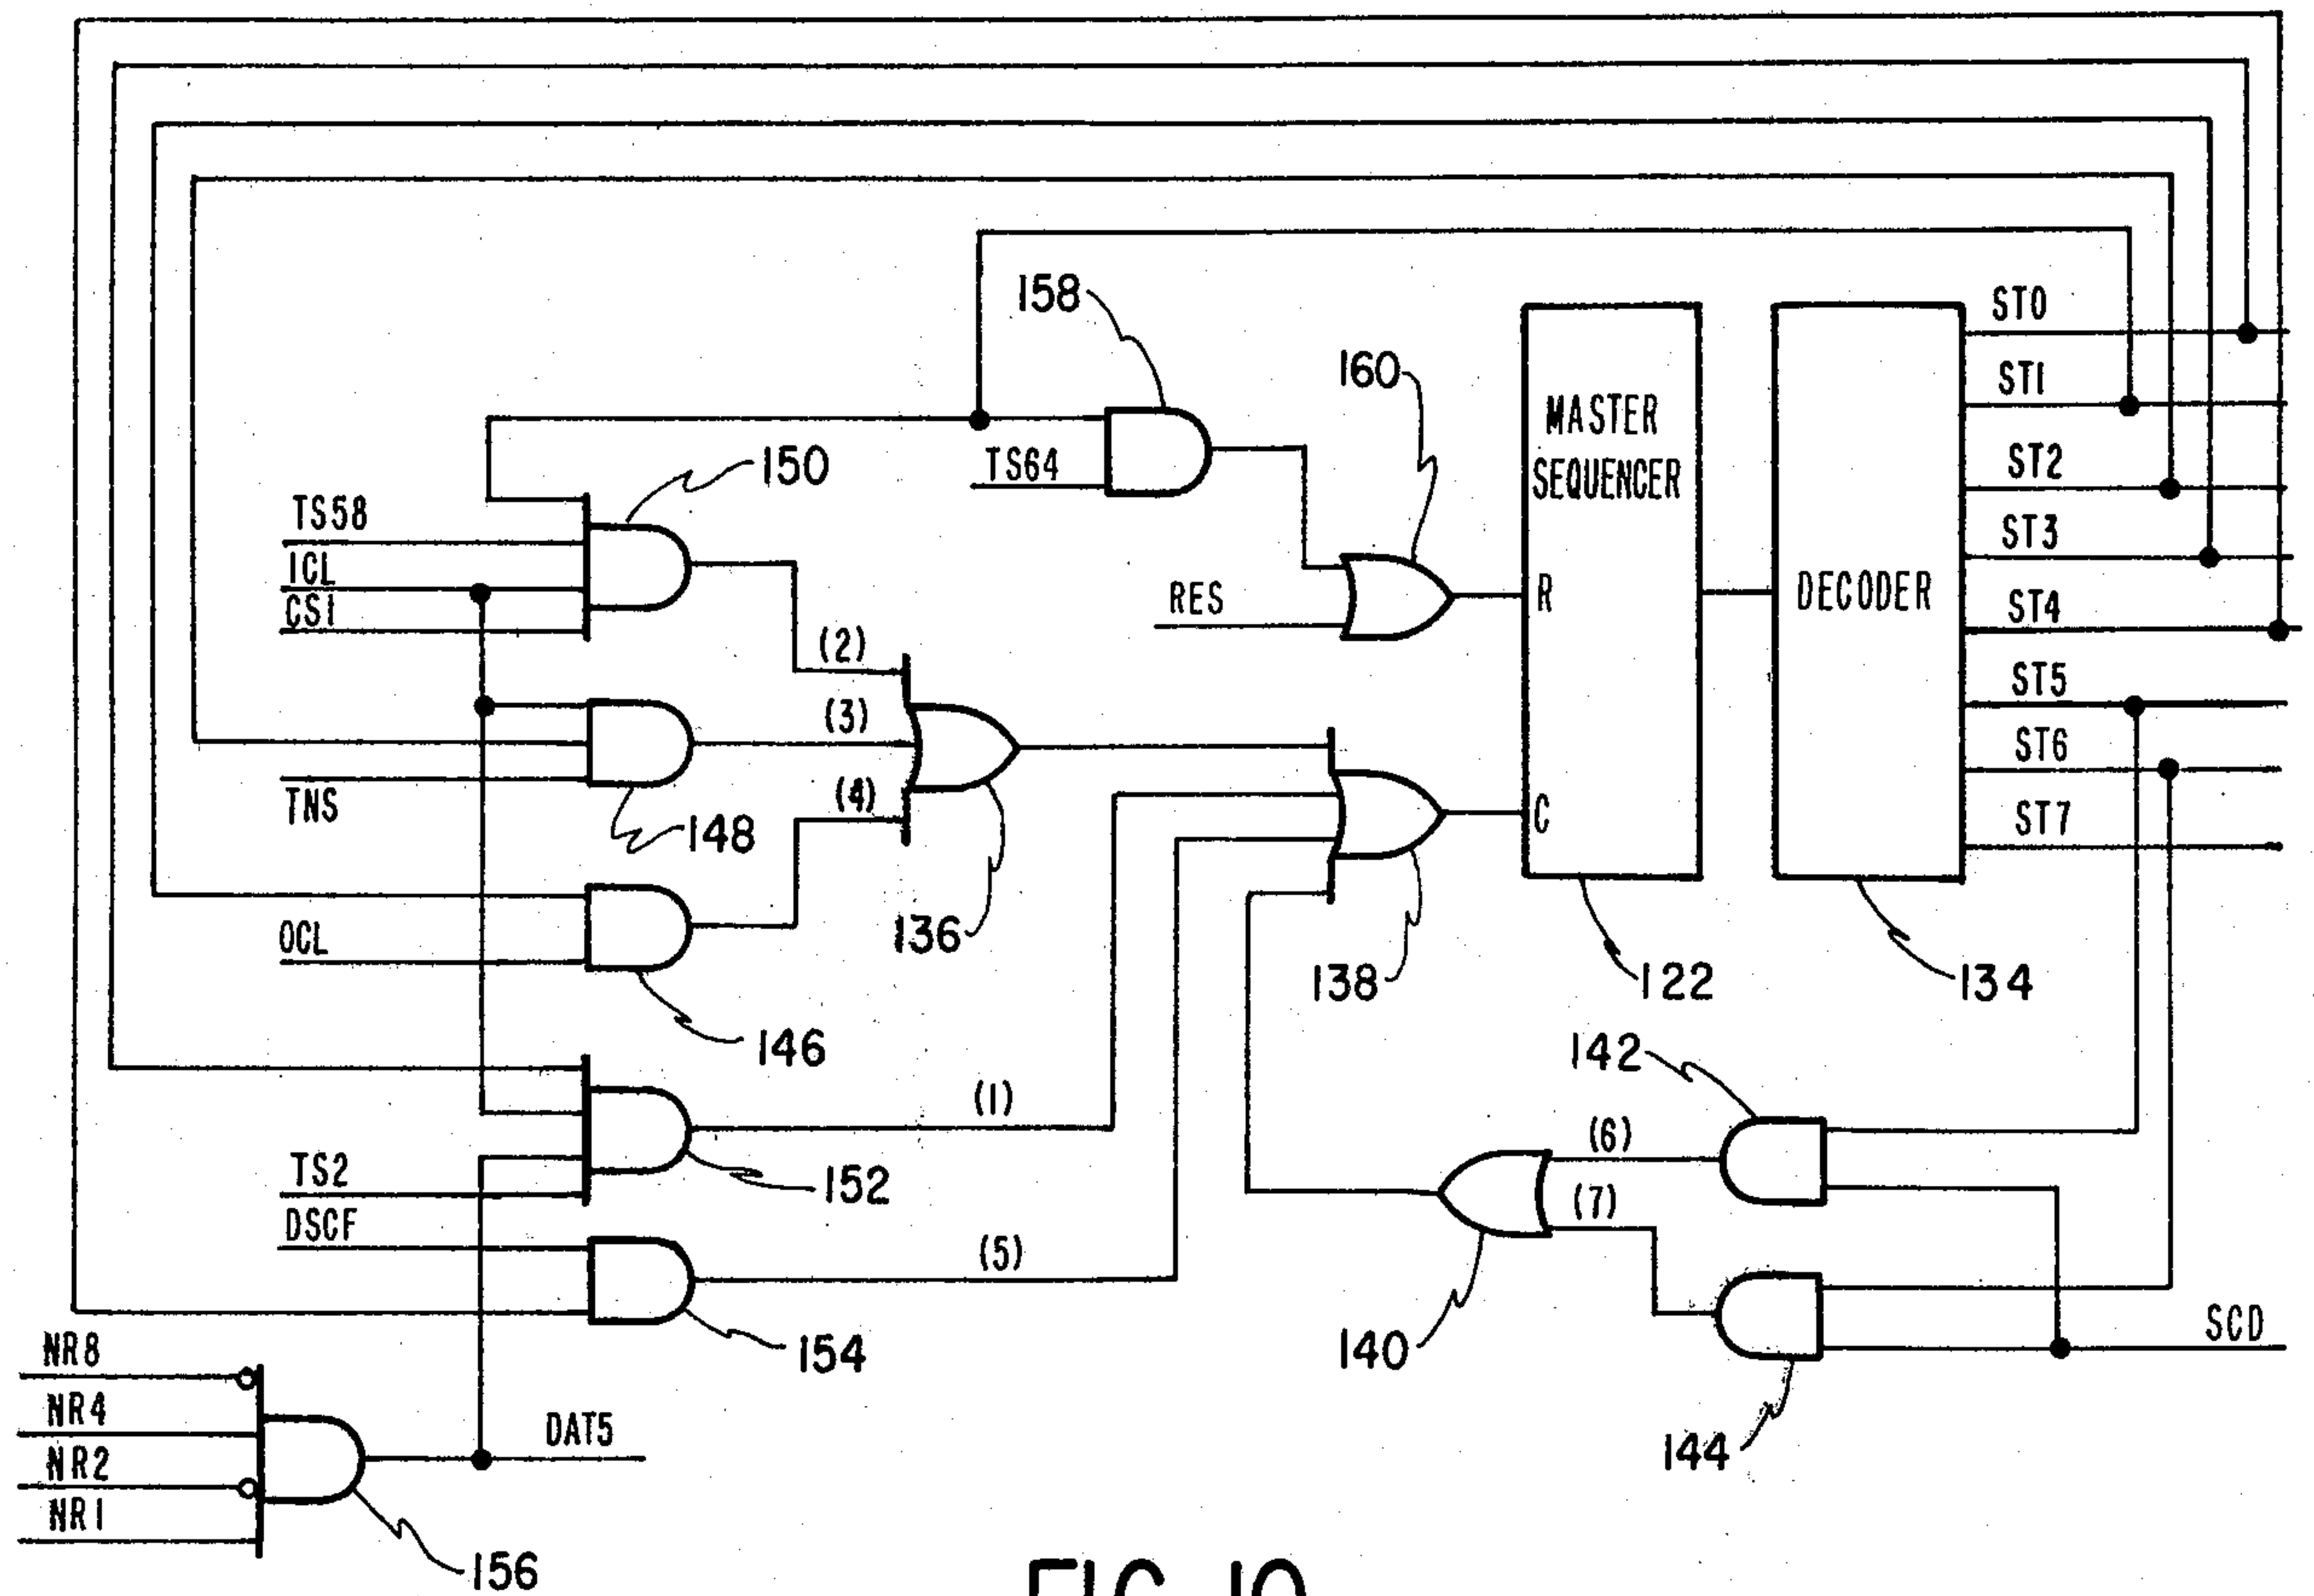 158
160
ST0
ST1
ST2
ST3
ST4
ST5
ST6
ST7
MASTER
SEQUENCER
R
C
DECODER
TS64
150
TS58
ICL
CS1
RES
(2)
(3)
(4)
TNS
148
136
OCL
146
138
122
134
142
(1)
152
TS2
DSCF
(5)
(6)
(7)
154
140
SCD
144
NR8
NR4
NR2
NR1
DAT5
156
FIG. 10